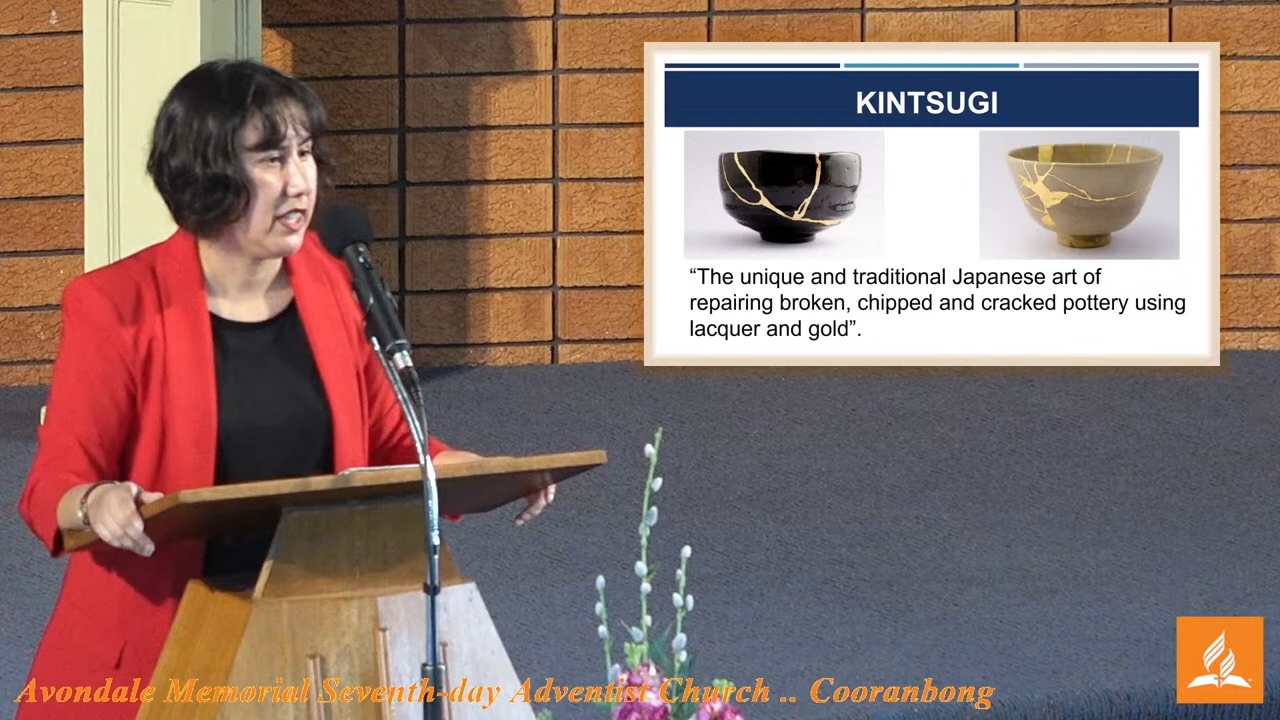 KINTSUGI
“The unique and traditional Japanese art of
repairing broken, chipped and cracked pottery using
lacquer and gold”.
Avondale Memorial Seventh-day Adventist Church .. Cooranbong